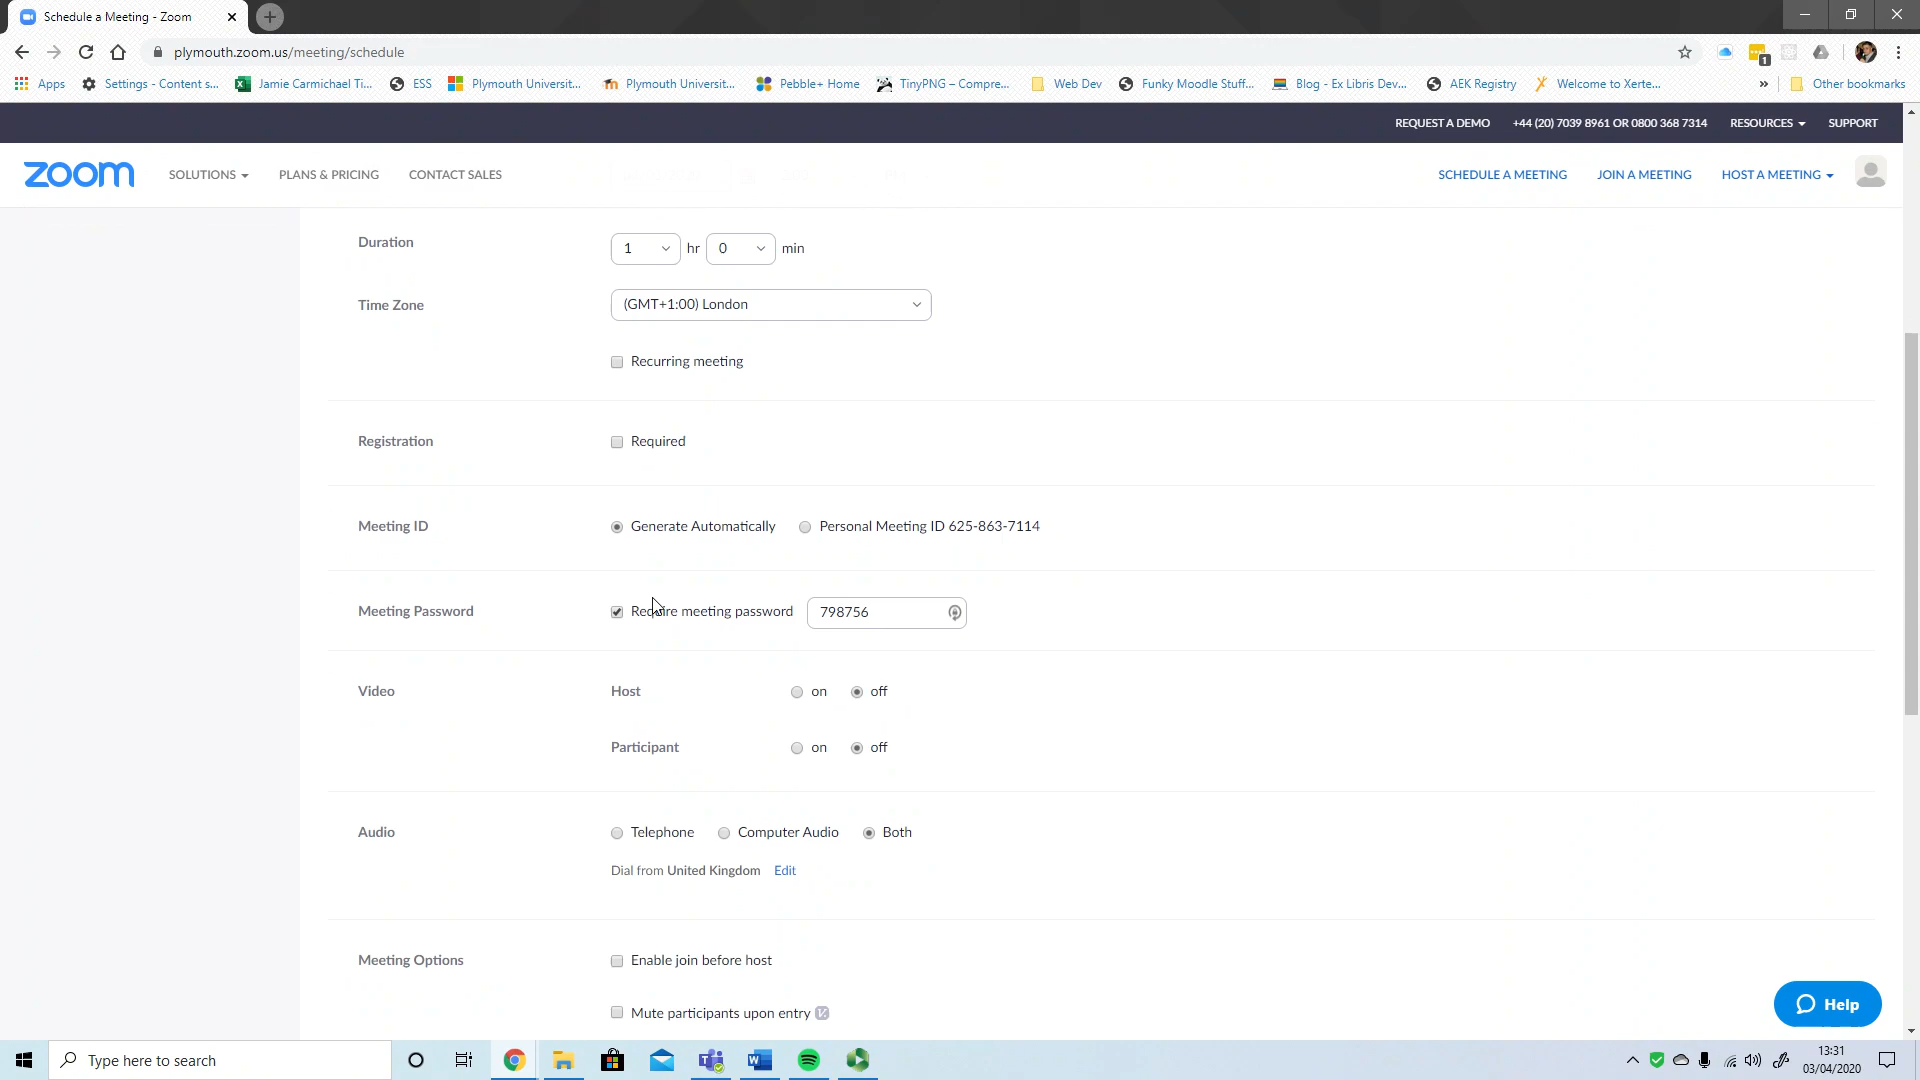 Schedule a Meeting - Zoom
plymouth.zoom.us/meeting/schedule
1
Apps Settings - Content s... Jamie Carmichael Ti... ESS Plymouth Universit... Plymouth Universit... Pebble+ Home TinyPNG – Compre... Web Dev Funky Moodle Stuff... Blog - Ex Libris Dev... AEK Registry Welcome to Xerte... » Other bookmarks
REQUEST A DEMO +44 (20) 7039 8961 OR 0800 368 7314 RESOURCES SUPPORT
zoom SOLUTIONS PLANS & PRICING CONTACT SALES SCHEDULE A MEETING JOIN A MEETING HOST A MEETING
Duration 1 hr 0 min
Time Zone (GMT+1:00) London
Recurring meeting
Registration Required
Meeting ID Generate Automatically Personal Meeting ID 625-863-7114
Meeting Password Require meeting password 798756
Video Host on off
Participant on off
Audio Telephone Computer Audio Both
Dial from United Kingdom Edit
Meeting Options Enable join before host
Mute participants upon entry
Help
Type here to search
13:31
03/04/2020